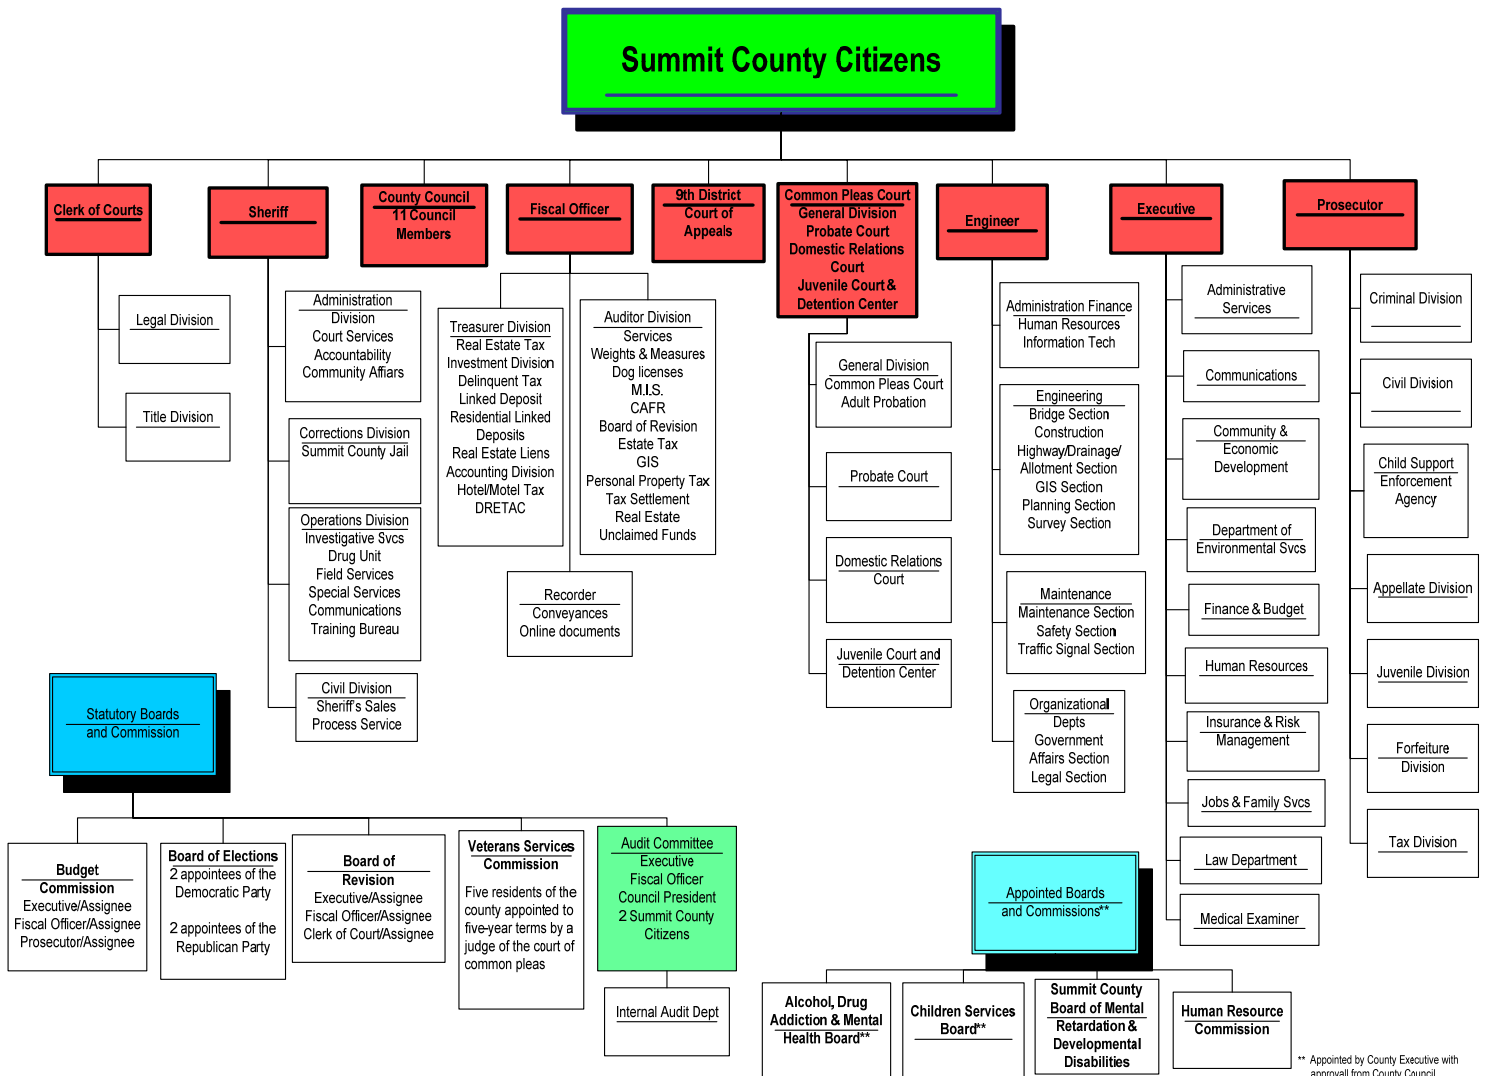 Summit County Citizens
Clerk of Courts
Legal Division
Title Division
Sheriff
Administration
Division
Court Services
Accountability
Community Affiars
Corrections Division
Summit County Jail
Operations Division
Investigative Svcs
Drug Unit
Field Services
Special Services
Communications
Training Bureau
Civil Division
Sheriff's Sales
Process Service
County Council
11 Council
Members
Fiscal Officer
Treasurer Division
Real Estate Tax
Investment Division
Delinquent Tax
Linked Deposit
Residential Linked
Deposits
Real Estate Liens
Accounting Division
Hotel/Motel Tax
DRETAC
Auditor Division
Services
Weights & Measures
Dog licenses
M.I.S.
CAFR
Board of Revision
Estate Tax
GIS
Personal Property Tax
Tax Settlement
Real Estate
Unclaimed Funds
Recorder
Conveyances
Online documents
9th District
Court of
Appeals
Common Pleas Court
General Division
Probate Court
Domestic Relations
Court
Juvenile Court &
Detention Center
General Division
Common Pleas Court
Adult Probation
Probate Court
Domestic Relations
Court
Juvenile Court and
Detention Center
Engineer
Administration Finance
Human Resources
Information Tech
Engineering
Bridge Section
Construction
Highway/Drainage/
Allotment Section
GIS Section
Planning Section
Survey Section
Maintenance
Maintenance Section
Safety Section
Traffic Signal Section
Organizational
Depts
Government
Affairs Section
Legal Section
Executive
Administrative
Services
Communications
Community &
Economic
Development
Department of
Environmental Svcs
Finance & Budget
Human Resources
Insurance & Risk
Management
Jobs & Family Svcs
Law Department
Medical Examiner
Prosecutor
Criminal Division
Civil Division
Child Support
Enforcement
Agency
Appellate Division
Juvenile Division
Forfeiture
Division
Tax Division
Statutory Boards
and Commission
Budget
Commission
Executive/Assignee
Fiscal Officer/Assignee
Prosecutor/Assignee
Board of Elections
2 appointees of the
Democratic Party
2 appointees of the
Republican Party
Board of
Revision
Executive/Assignee
Fiscal Officer/Assignee
Clerk of Court/Assignee
Veterans Services
Commission
Five residents of the
county appointed to
five-year terms by a
judge of the court of
common pleas
Audit Committee
Executive
Fiscal Officer
Council President
2 Summit County
Citizens
Internal Audit Dept
Appointed Boards
and Commissions**
Alcohol, Drug
Addiction & Mental
Health Board**
Children Services
Board**
Summit County
Board of Mental
Retardation &
Developmental
Disabilities
Human Resource
Commission
** Appointed by County Executive with
approvall from County Council